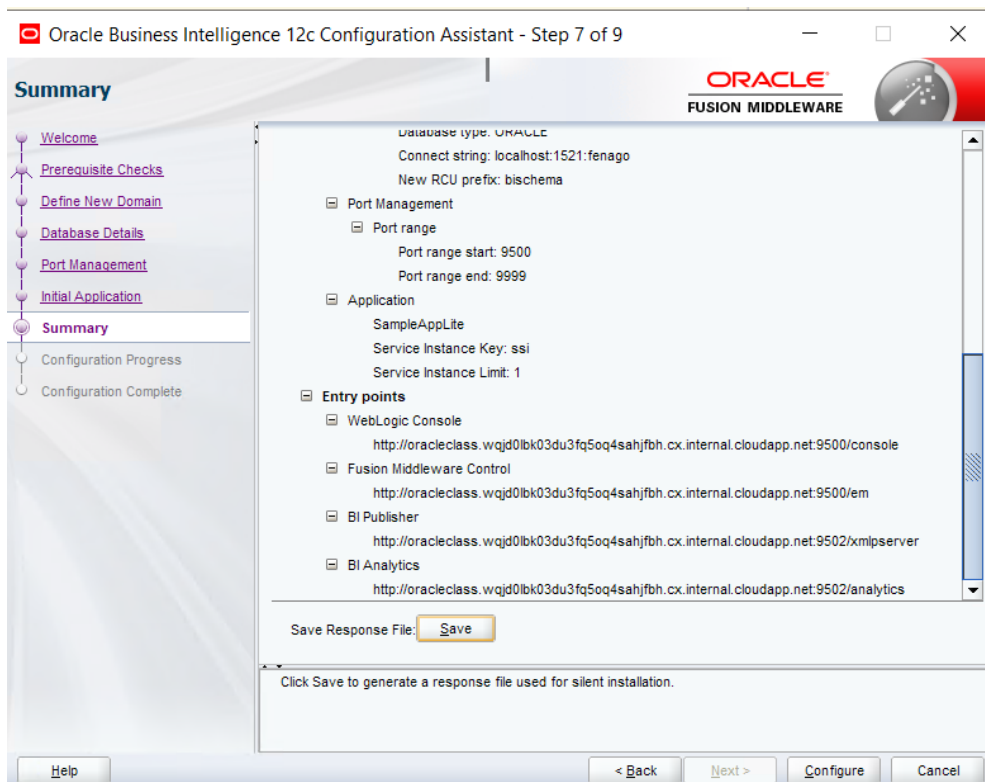 Oracle Business Intelligence 12c Configuration Assistant - Step 7 of 9
Summary
ORACLE
FUSION MIDDLEWARE
Welcome
Prerequisite Checks
Define New Domain
Database Details
Port Management
Initial Application
Summary
Configuration Progress
Configuration Complete
Database type: ORACLE
Connect string: localhost:1521:fenago
New RCU prefix: bischema
Port Management
Port range
Port range start: 9500
Port range end: 9999
Application
SampleAppLite
Service Instance Key: ssi
Service Instance Limit: 1
Entry points
WebLogic Console
http://oracleclass.wqjd0lbk03du3fq5oq4sahjfbh.cx.internal.cloudapp.net:9500/console
Fusion Middleware Control
http://oracleclass.wqjd0lbk03du3fq5oq4sahjfbh.cx.internal.cloudapp.net:9500/em
BI Publisher
http://oracleclass.wqjd0lbk03du3fq5oq4sahjfbh.cx.internal.cloudapp.net:9502/xmlpserver
BI Analytics
http://oracleclass.wqjd0lbk03du3fq5oq4sahjfbh.cx.internal.cloudapp.net:9502/analytics
Save Response File: Save
Click Save to generate a response file used for silent installation.
Help < Back Next > Configure Cancel